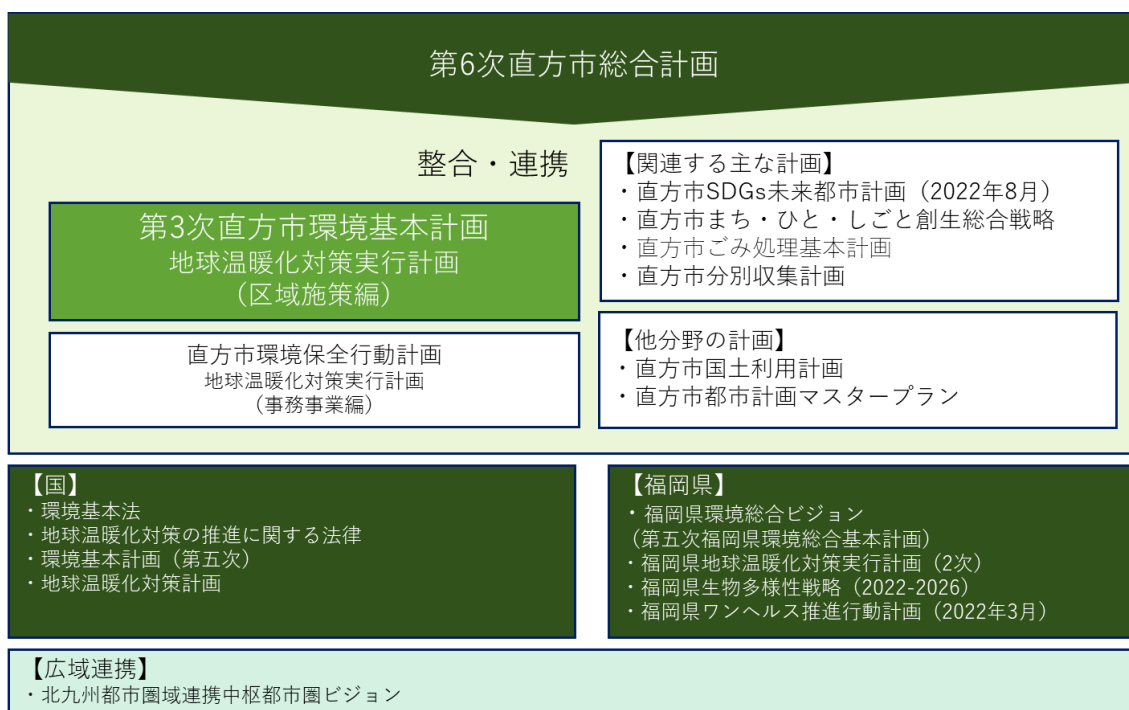 第6次直方市総合計画
整合・連携
第3次直方市環境基本計画
地球温暖化対策実行計画
（区域施策編）
直方市環境保全行動計画
地球温暖化対策実行計画
（事務事業編）
【関連する主な計画】
・直方市SDGs未来都市計画（2022年8月）
・直方市まち・ひと・しごと創生総合戦略
・直方市ごみ処理基本計画
・直方市分別収集計画
【他分野の計画】
・直方市国土利用計画
・直方市都市計画マスタープラン
【国】
・環境基本法
・地球温暖化対策の推進に関する法律
・環境基本計画（第五次）
・地球温暖化対策計画
【福岡県】
・福岡県環境総合ビジョン
（第五次福岡県環境総合基本計画）
・福岡県地球温暖化対策実行計画（2次）
・福岡県生物多様性戦略（2022-2026）
・福岡県ワンヘルス推進行動計画（2022年3月）
【広域連携】
・北九州都市圏域連携中枢都市圏ビジョン